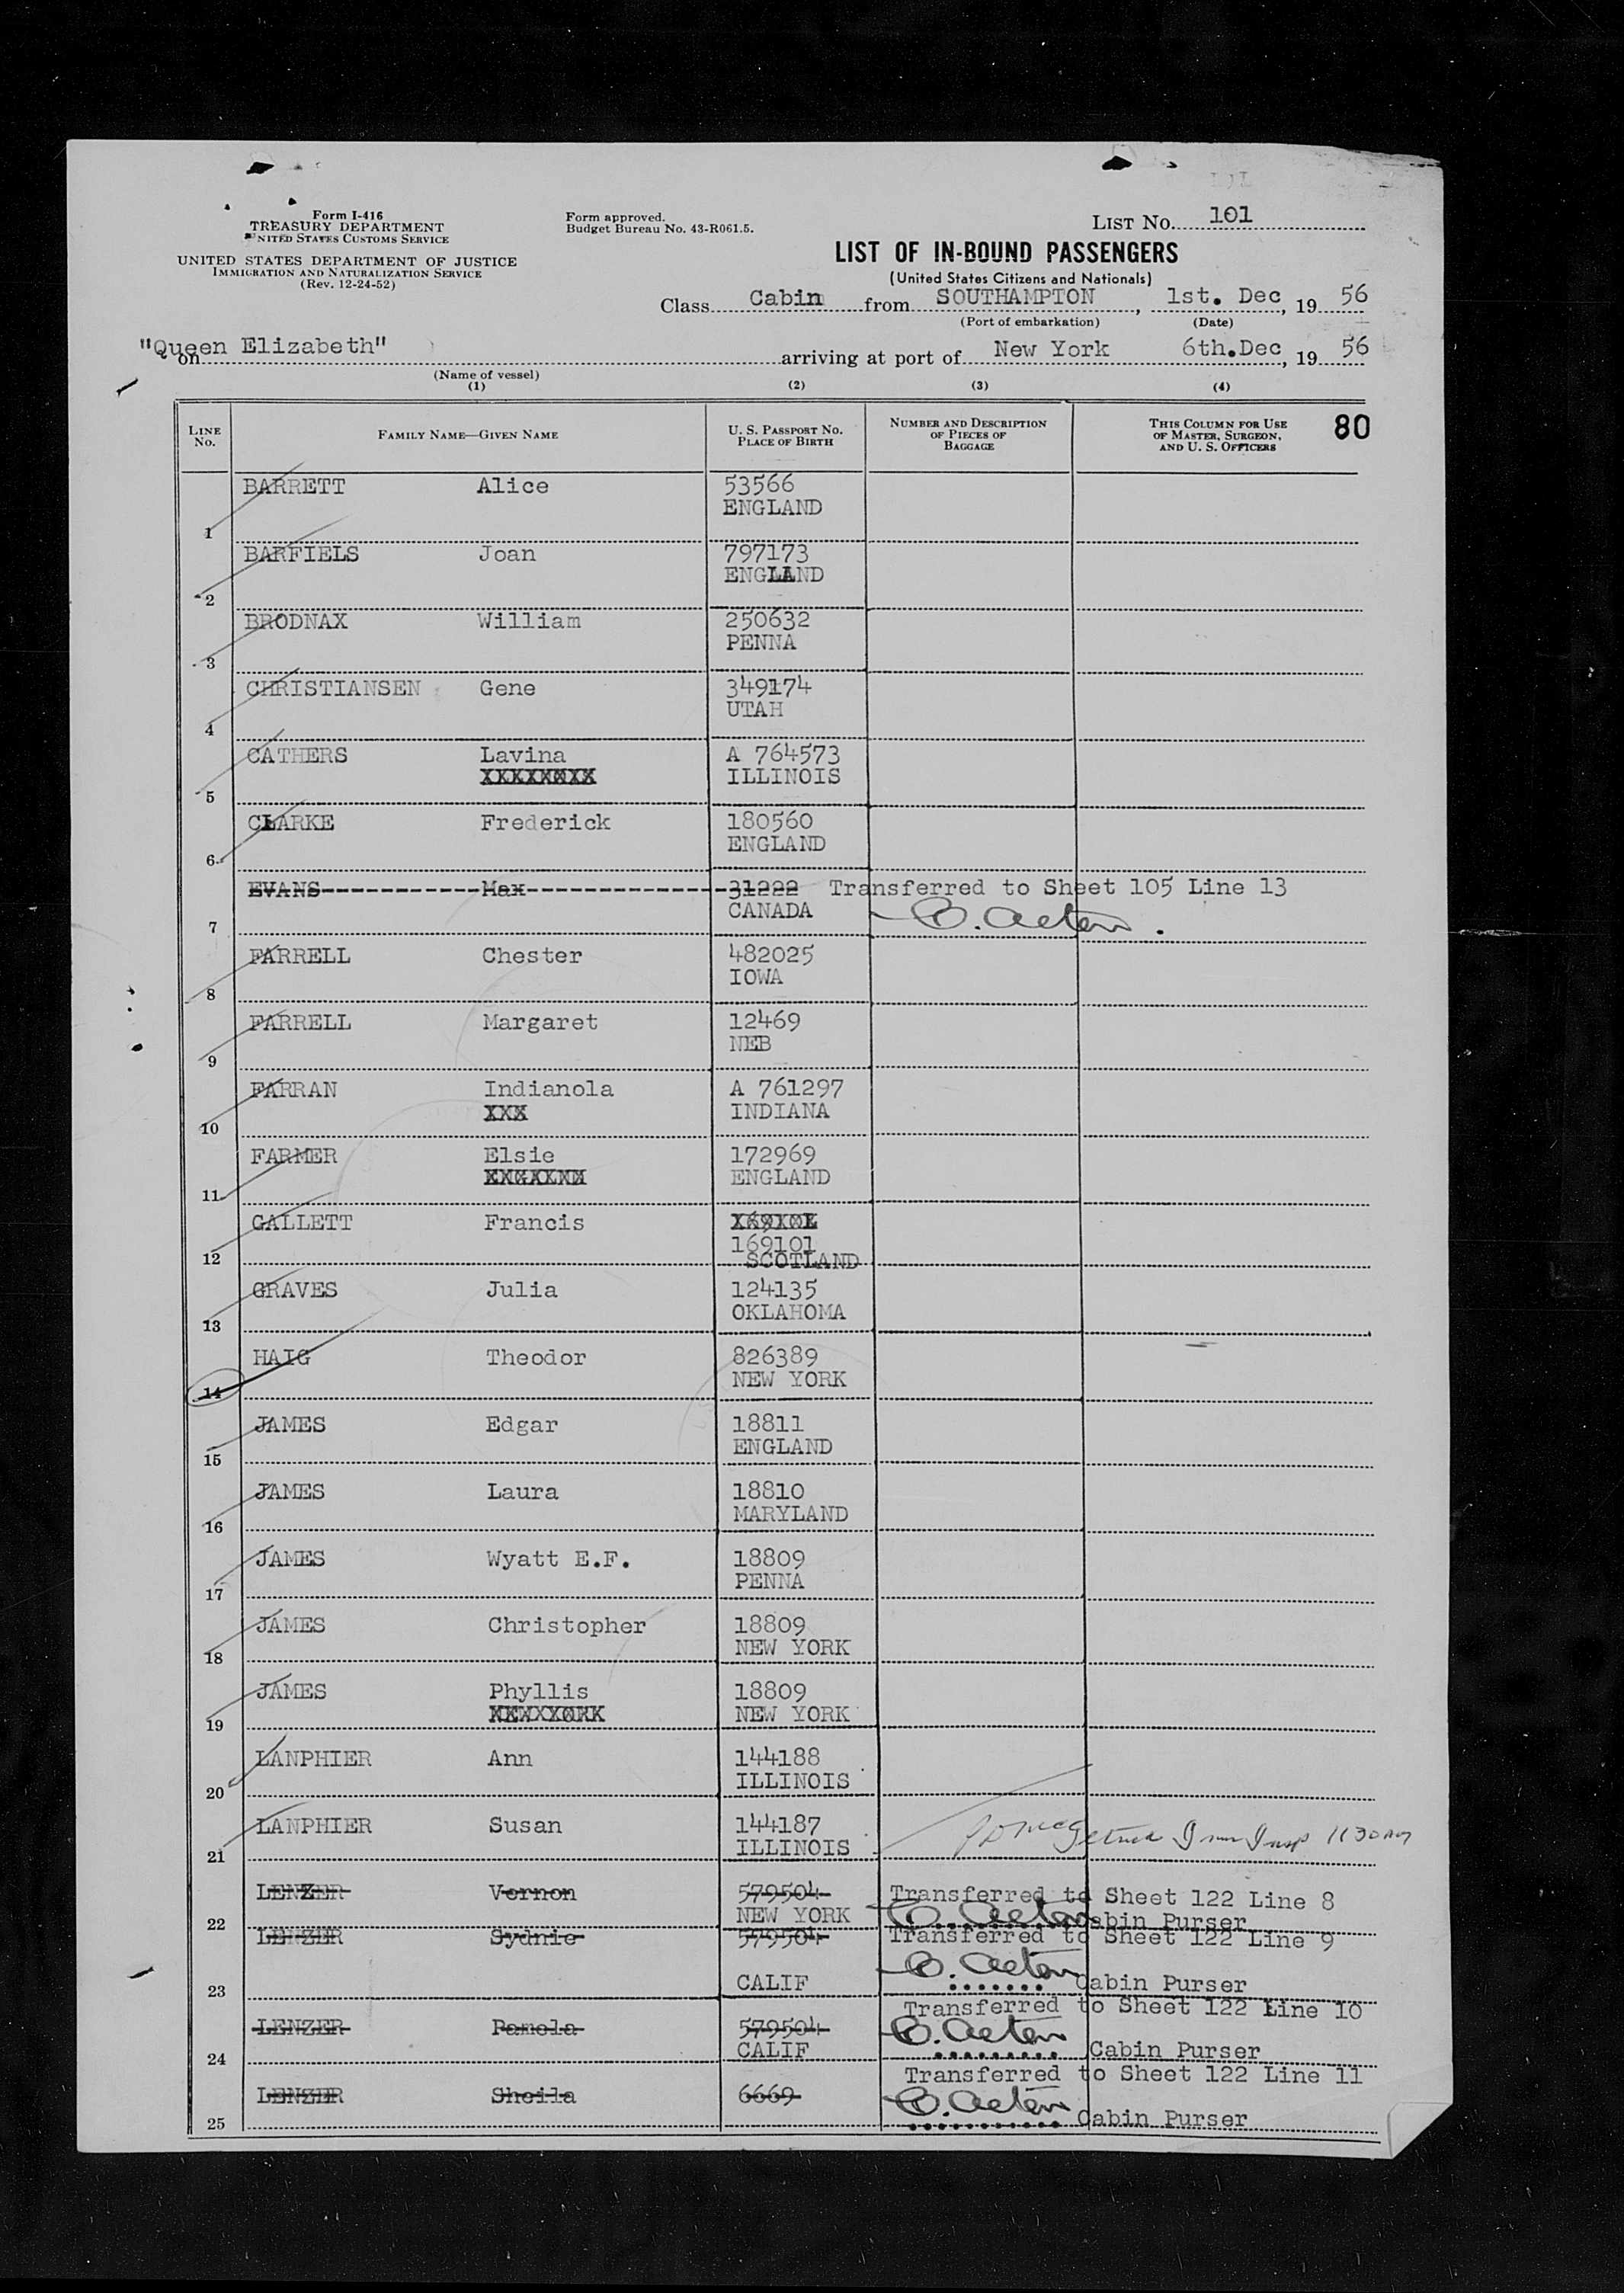 Form I-416
TREASURY DEPARTMENT
UNITED STATES CUSTOMS SERVICE
UNITED STATES DEPARTMENT OF JUSTICE
IMMIGRATION AND NATURALIZATION SERVICE
(Rev. 12-24-52)
Form approved.
Budget Bureau No. 43-R061.5.
LIST NO. 101
LIST OF IN-BOUND PASSENGERS
(United States Citizens and Nationals)
Class Cabin from SOUTHAMPTON, 1st. Dec, 19 56
(Port of embarkation) (Date)
on "Queen Elizabeth" arriving at port of New York 6th.Dec, 19 56
(Name of vessel)
(1) (2) (3) (4)
LINE No. FAMILY NAME—GIVEN NAME U. S. PASSPORT NO. PLACE OF BIRTH NUMBER AND DESCRIPTION OF PIECES OF BAGGAGE THIS COLUMN FOR USE OF MASTER, SURGEON, AND U. S. OFFICERS 80
BARRETT Alice 53566
ENGLAND
1
BARFIELS Joan 797173
ENGLAND
2
BRODNAX William 250632
PENNA
3
CHRISTIANSEN Gene 349174
UTAH
4
CATHERS Lavina A 764573
ILLINOIS
5
CLARKE Frederick 180560
ENGLAND
6
EVANS Max 31222 Transferred to Sheet 105 Line 13
CANADA
7
FARRELL Chester 482025
IOWA
8
FARRELL Margaret 12469
NEB
9
FARRAN Indianola A 761297
XXX INDIANA
10
FARMER Elsie 172969
ENGLAND
11
GALLETT Francis
169101
SCOTLAND
12
GRAVES Julia 124135
OKLAHOMA
13
HAIG Theodor 826389
NEW YORK
14
JAMES Edgar 18811
ENGLAND
15
JAMES Laura 18810
MARYLAND
16
JAMES Wyatt E.F. 18809
PENNA
17
JAMES Christopher 18809
NEW YORK
18
JAMES Phyllis 18809
NEW YORK
19
LANPHIER Ann 144188
ILLINOIS
20
LANPHIER Susan 144187
ILLINOIS
21
LENZER Vernon 579504 Transferred to Sheet 122 Line 8
NEW YORK Cabin Purser
22
LENZER Sydnie 579504 Transferred to Sheet 122 Line 9
CALIF Cabin Purser
23
Transferred to Sheet 122 Line 10
LENZER Pamela 579504
CALIF Cabin Purser
24
Transferred to Sheet 122 Line 11
LENZER Sheila 6669
Cabin Purser
25